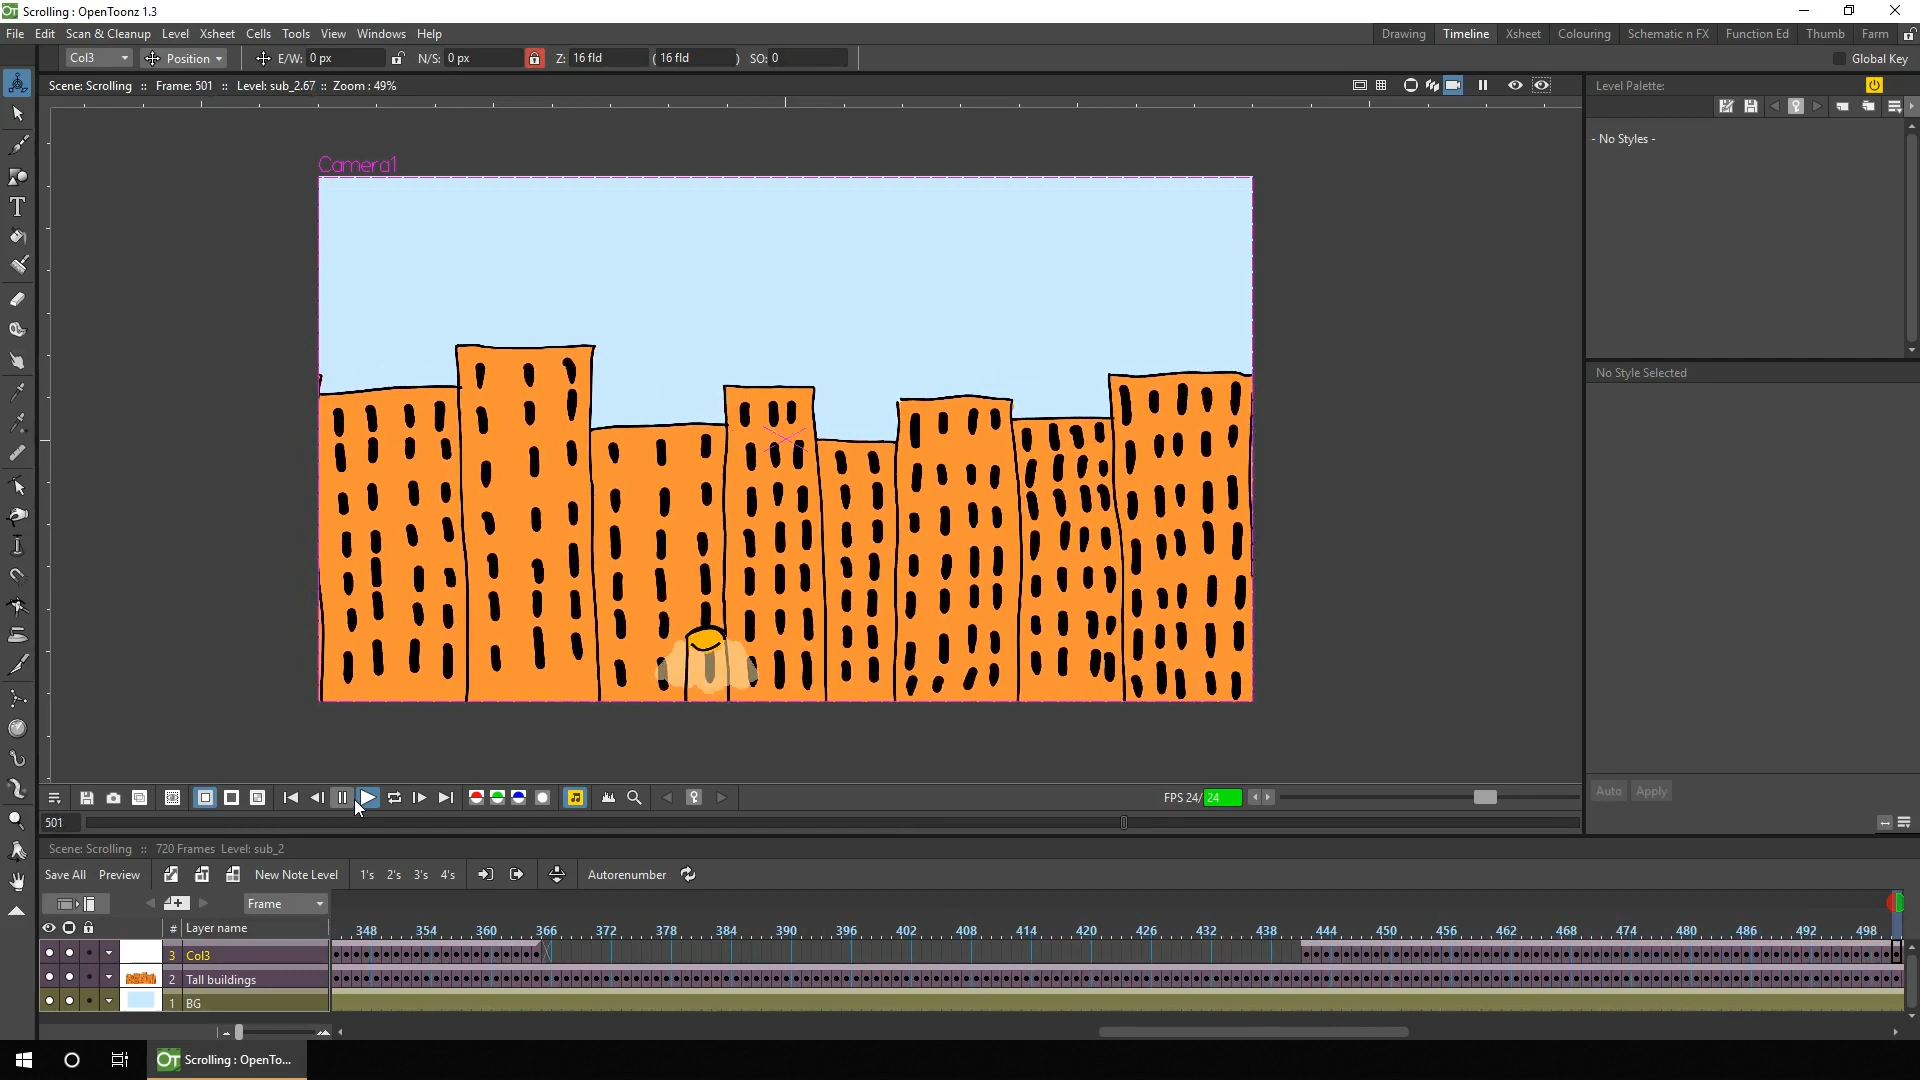 Scrolling : OpenToonz 1.3
File Edit Scan & Cleanup Level Xsheet Cells Tools Render View Windows Help
Drawing Timeline Xsheet Colouring Schematic n FX Function Ed Thumb Farm
Col3 Position E/W: 0 px N/S: 0 px Z: 16 fld ( 16 fld ) SO: 0 Global Key
Scene: Scrolling :: Frame: 501 :: Level: sub_2.67 :: Zoom : 49%
Level Palette:
- No Styles -
Camera1
No Style Selected
FPS 24/ 24
Auto Apply
501
Scene: Scrolling :: 720 Frames Level: sub_2
Save All Preview New Note Level 1's 2's 3's 4's Autorenumber
Frame
# Layer name 348 354 360 366 372 378 384 390 396 402 408 414 420 426 432 438 444 450 456 462 468 474 480 486 492 498
3 Col3
2 Tall buildings
1 BG
Scrolling : OpenTo...